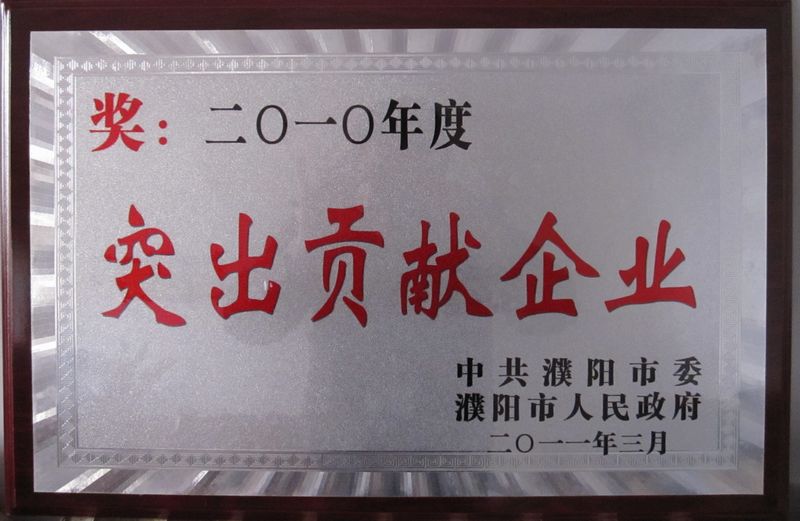 奖：二〇一〇年度
突出贡献企业
中共濮阳市委
濮阳市人民政府
二〇一一年三月